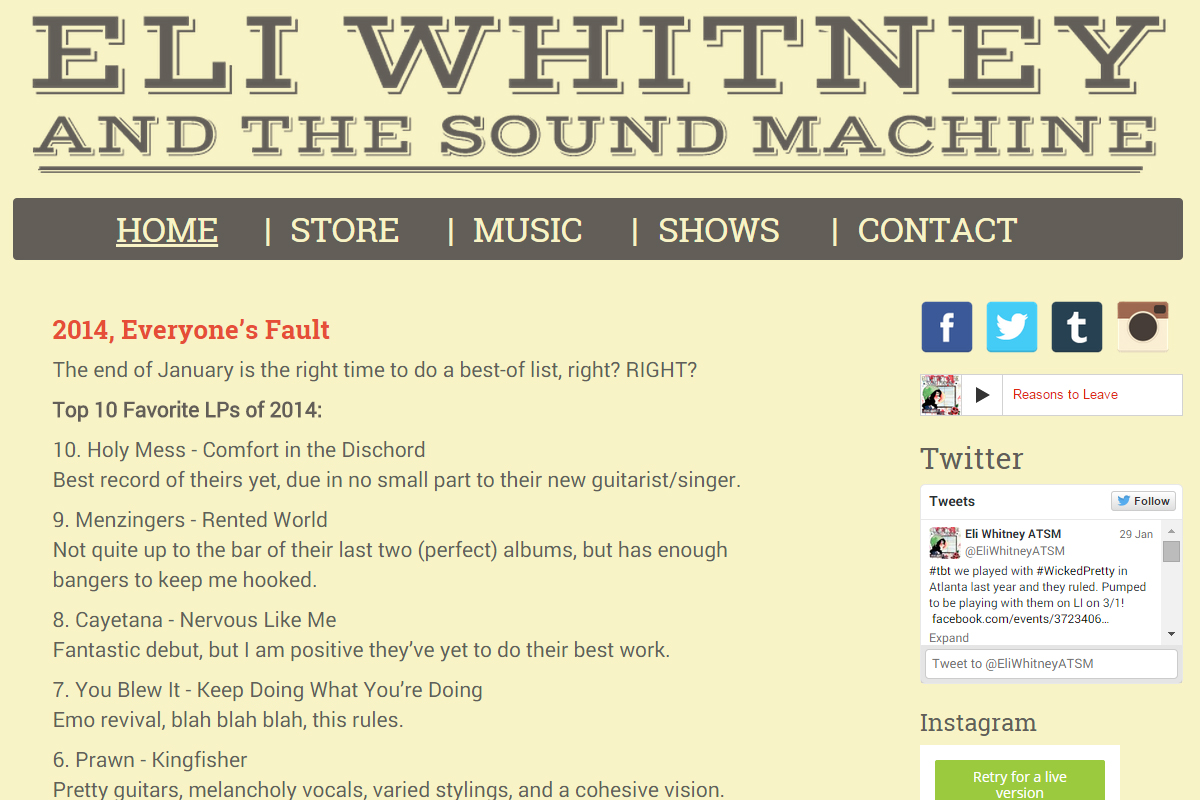 ELI WHITNEY
AND THE SOUND MACHINE
HOME | STORE | MUSIC | SHOWS | CONTACT
2014, Everyone’s Fault
The end of January is the right time to do a best-of list, right? RIGHT?
Top 10 Favorite LPs of 2014:
10. Holy Mess - Comfort in the Dischord
Best record of theirs yet, due in no small part to their new guitarist/singer.
9. Menzingers - Rented World
Not quite up to the bar of their last two (perfect) albums, but has enough
bangers to keep me hooked.
8. Cayetana - Nervous Like Me
Fantastic debut, but I am positive they’ve yet to do their best work.
7. You Blew It - Keep Doing What You’re Doing
Emo revival, blah blah blah, this rules.
6. Prawn - Kingfisher
Pretty guitars, melancholy vocals, varied stylings, and a cohesive vision.
f
t
Reasons to Leave
Twitter
Tweets
Follow
Eli Whitney ATSM
29 Jan
@EliWhitneyATSM
#tbt we played with #WickedPretty in
Atlanta last year and they ruled. Pumped
to be playing with them on LI on 3/1!
facebook.com/events/3723406…
Expand
Tweet to @EliWhitneyATSM
Instagram
Retry for a live
version